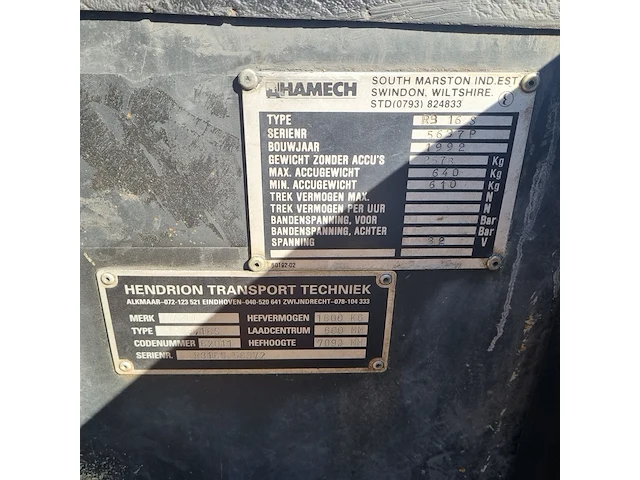 HAMECH
SOUTH MARSTON IND.EST
SWINDON, WILTSHIRE.
STD(0793) 824833
TYPE RB 16 S
SERIENR 5697P
BOUWJAAR 1992
GEWICHT ZONDER ACCU'S Kg
MAX. ACCUGEWICHT 640 Kg
MIN. ACCUGEWICHT 610 Kg
TREK VERMOGEN MAX. N
TREK VERMOGEN PER UUR N
BANDENSPANNING, VOOR Bar
BANDENSPANNING, ACHTER Bar
SPANNING V
HENDRION TRANSPORT TECHNIEK
ALKMAAR-072-123 521 EINDHOVEN-040-520 641 ZWIJNDRECHT-078-104 333
MERK HEFVERMOGEN 1600 KG
TYPE LAADCENTRUM 600 MM
CODENUMMER HEFHOOGTE MM
SERIENR.